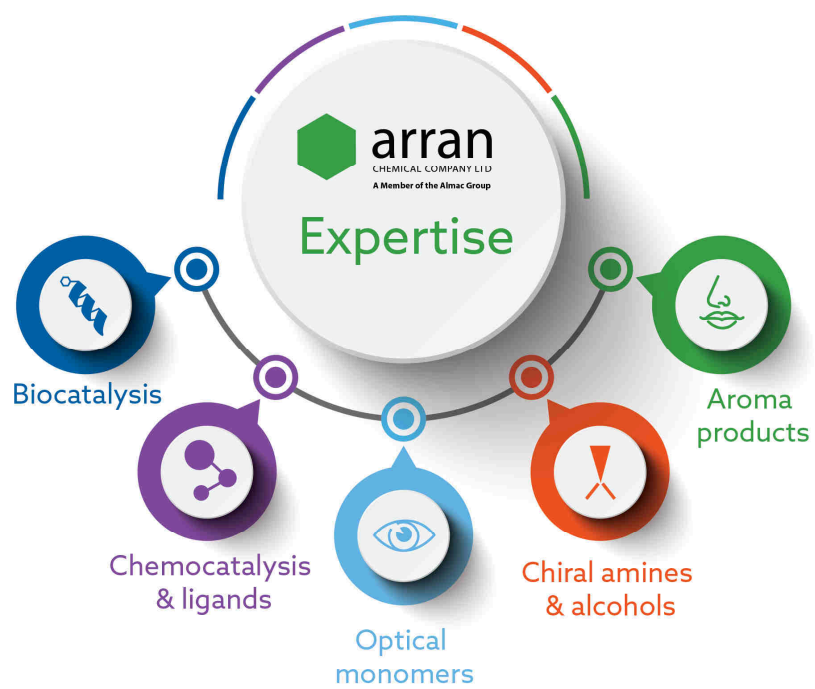 arran
CHEMICAL COMPANY LTD
A Member of the Almac Group
Expertise
Biocatalysis
Chemocatalysis
& ligands
Optical
monomers
Chiral amines
& alcohols
Aroma
products